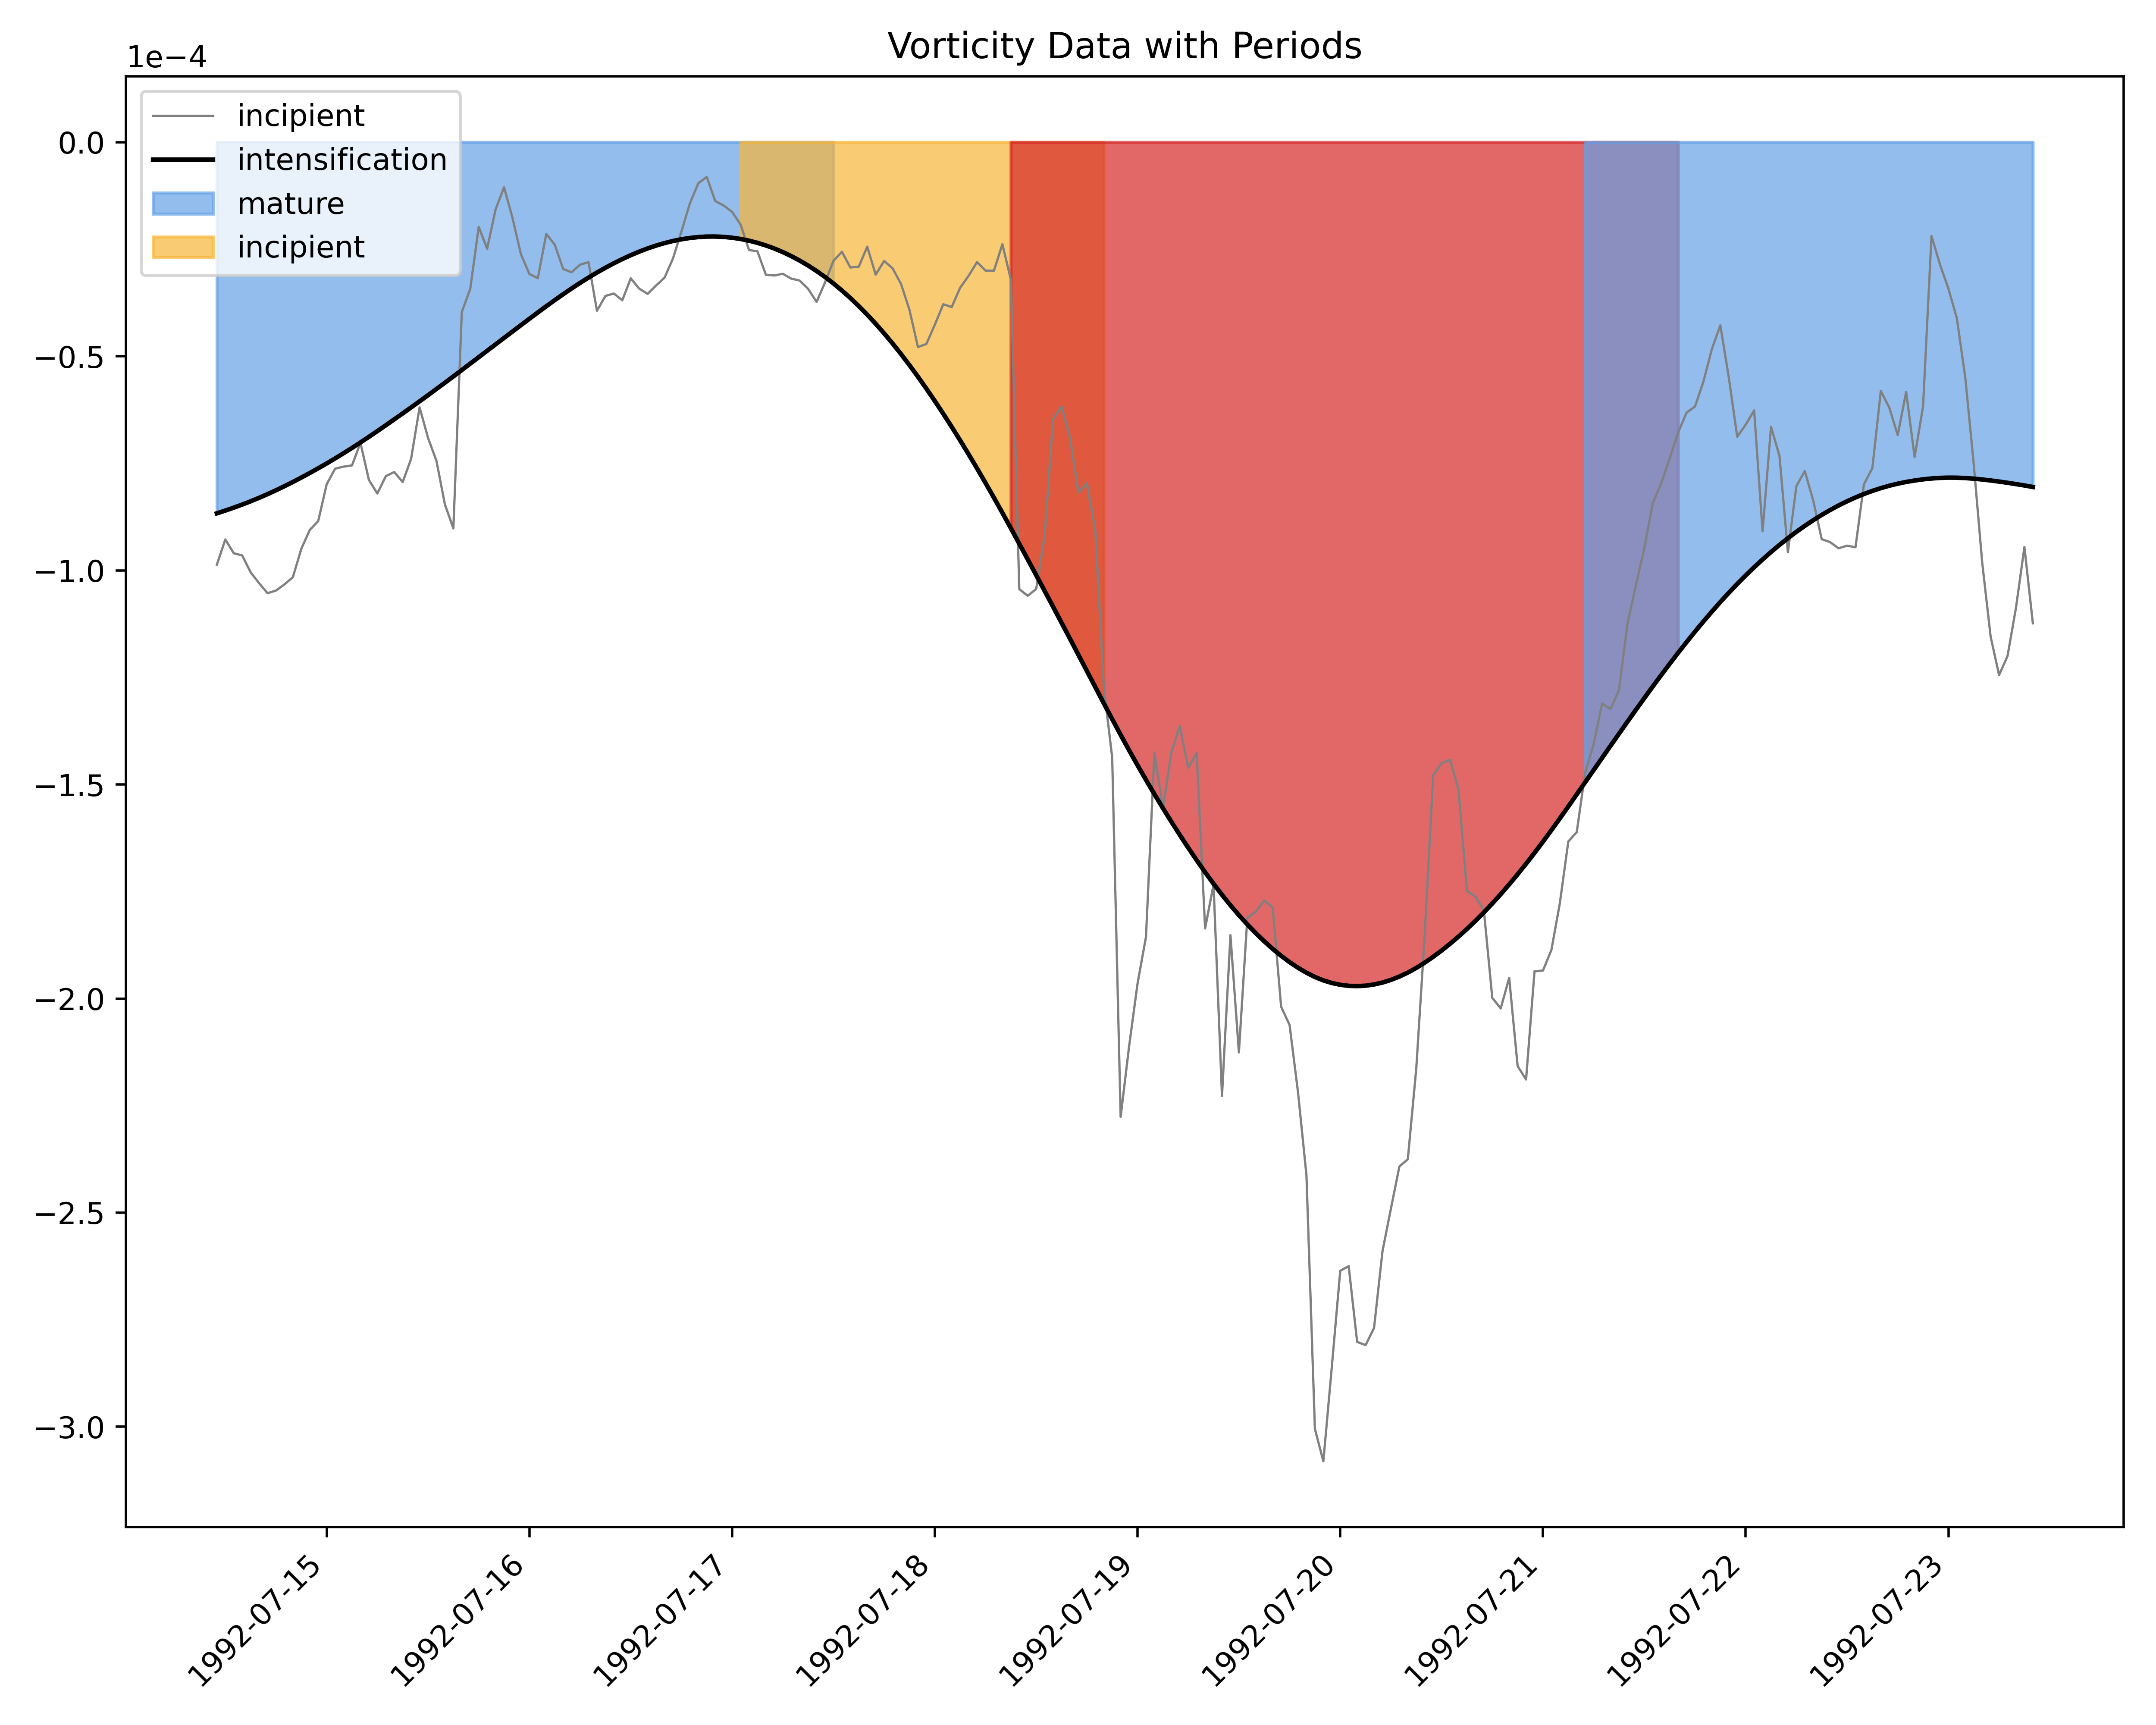 Vorticity Data with Periods
1e−4
incipient
intensification
mature
incipient
0.0
−0.5
−1.0
−1.5
−2.0
−2.5
−3.0
1992-07-15
1992-07-16
1992-07-17
1992-07-18
1992-07-19
1992-07-20
1992-07-21
1992-07-22
1992-07-23